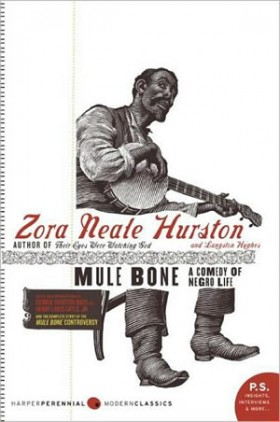 Zora Neale Hurston
AUTHOR OF Their Eyes Were Watching God and Langston Hughes
MULE BONE A COMEDY OF
NEGRO LIFE
AND THE COMPLETE STORY OF THE
MULE BONE CONTROVERSY
P.S.
INSIGHTS,
INTERVIEWS
& MORE...
HARPERPERENNIAL MODERNCLASSICS